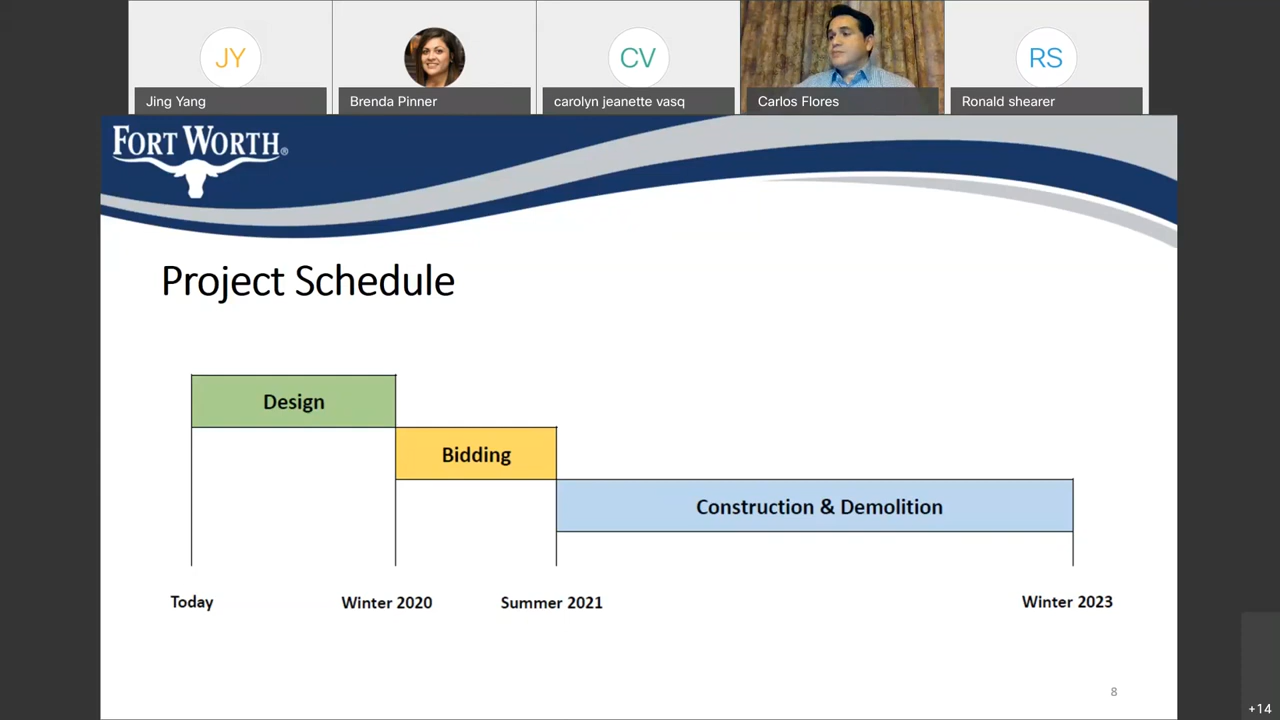 JY
CV
RS
Jing Yang
Brenda Pinner
carolyn jeanette vasq
Carlos Flores
Ronald shearer
FORT WORTH®
Project Schedule
Design
Bidding
Construction & Demolition
Today
Winter 2020
Summer 2021
Winter 2023
8
+14